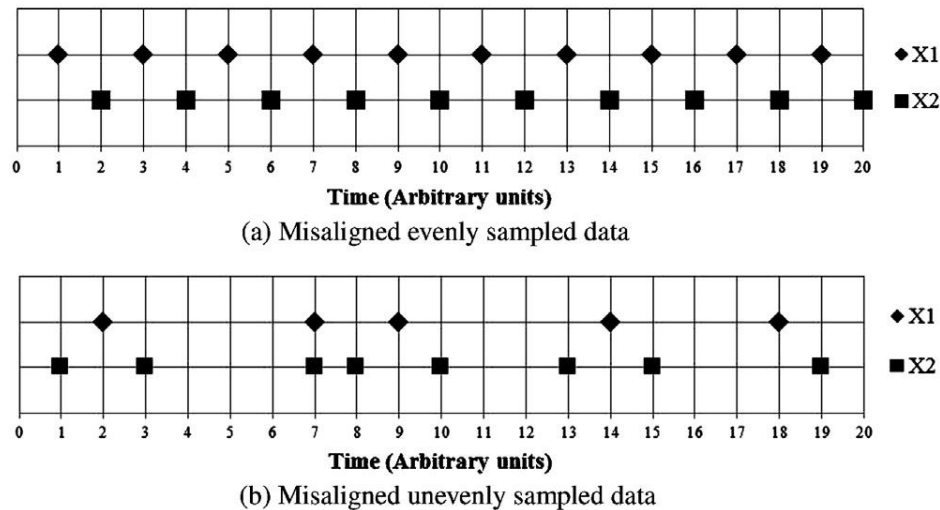 X1
X2
0 1 2 3 4 5 6 7 8 9 10 11 12 13 14 15 16 17 18 19 20
Time (Arbitrary units)
(a) Misaligned evenly sampled data
X1
X2
0 1 2 3 4 5 6 7 8 9 10 11 12 13 14 15 16 17 18 19 20
Time (Arbitrary units)
(b) Misaligned unevenly sampled data